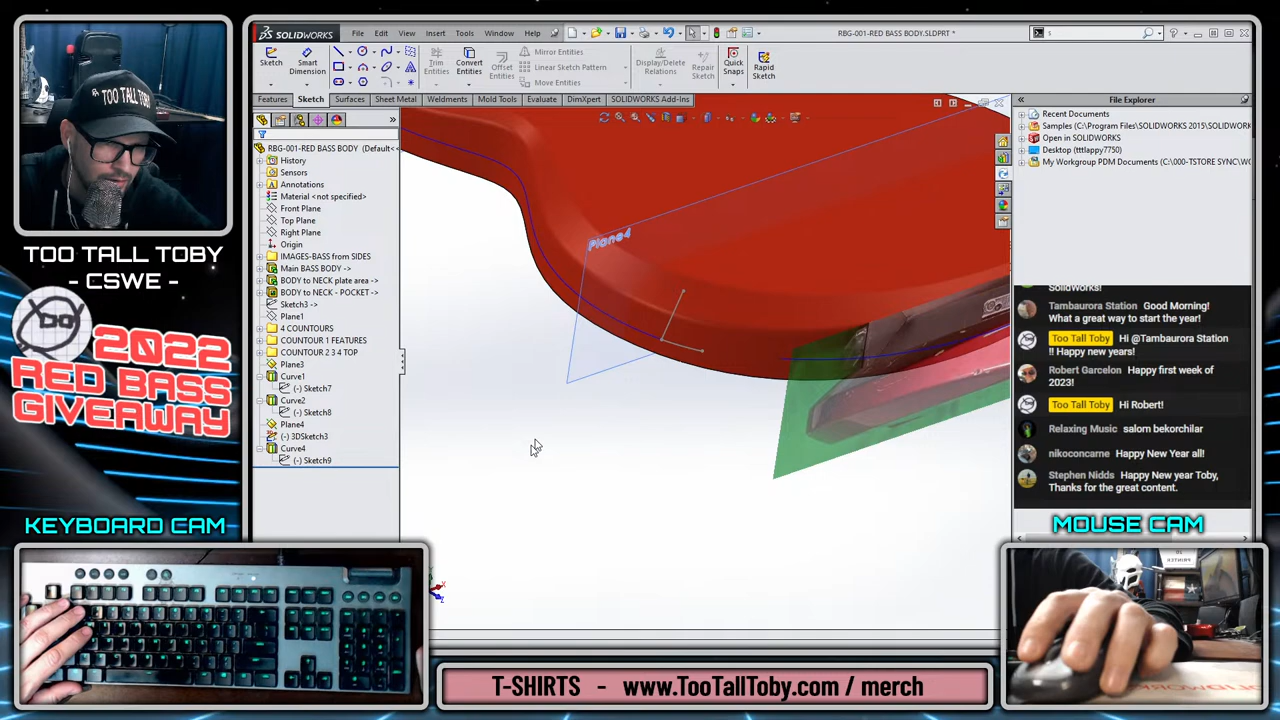 SOLIDWORKS
File
Edit
View
Insert
Tools
Window
Help
RBG-001-RED BASS BODY.SLDPRT *
s
Sketch
Smart
Dimension
Trim
Entities
Convert
Entities
Offset
Entities
Mirror Entities
Linear Sketch Pattern
Move Entities
Display/Delete
Relations
Repair
Sketch
Quick
Snaps
Rapid
Sketch
Features
Sketch
Surfaces
Sheet Metal
Weldments
Mold Tools
Evaluate
DimXpert
SOLIDWORKS Add-Ins
RBG-001-RED BASS BODY (Default<<
History
Sensors
Annotations
Material <not specified>
Front Plane
Top Plane
Right Plane
Origin
IMAGES-BASS from SIDES
Main BASS BODY ->
BODY to NECK plate area ->
BODY to NECK - POCKET ->
Sketch3 ->
Plane1
4 COUNTOURS
COUNTOUR 1 FEATURES
COUNTOUR 2 3 4 TOP
Plane3
Curve1
(-) Sketch7
Curve2
(-) Sketch8
Plane4
(-) 3DSketch3
Curve4
(-) Sketch9
Plane4
File Explorer
Recent Documents
Samples (C:\Program Files\SOLIDWORKS 2015\SOLIDWORK
Open in SOLIDWORKS
Desktop (tttlappy7750)
My Workgroup PDM Documents (C:\000-TSTORE SYNC\W
SolidWorks!
Tambaurora Station Good Morning!
What a great way to start the year!
Too Tall Toby Hi @Tambaurora Station
!! Happy new years!
Robert Garcelon Happy first week of
2023!
Too Tall Toby Hi Robert!
Relaxing Music salom bekorchilar
nikoconcarne Happy New Year all!
Stephen Nidds Happy New year Toby,
Thanks for the great content.
TOO TALL TOBY
TOO TALL TOBY
- CSWE -
2022
RED BASS
GIVEAWAY
KEYBOARD CAM
MOUSE CAM
T-SHIRTS - www.TooTallToby.com / merch